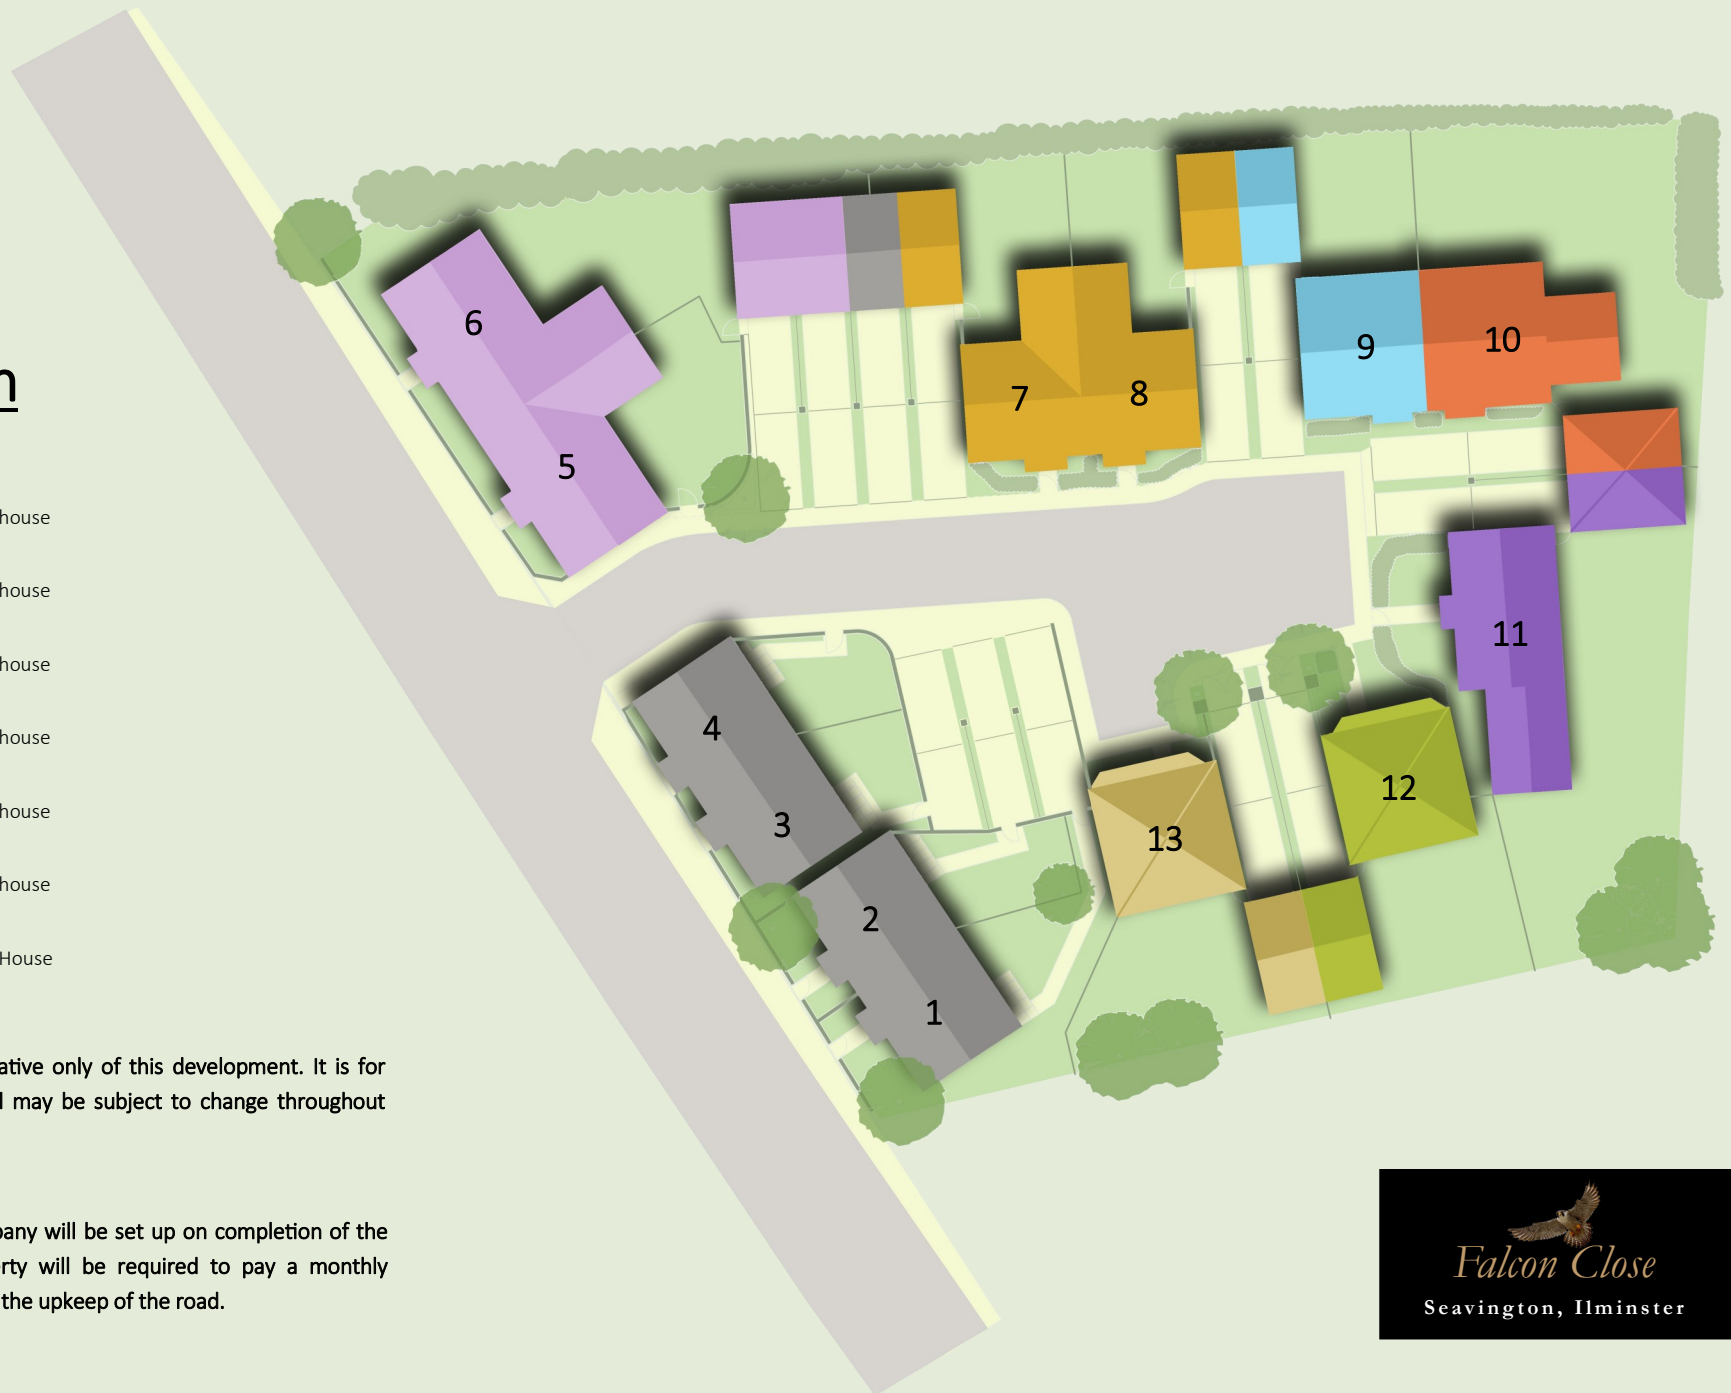 n
house
house
house
house
house
house
House
ative only of this development. It is for
l may be subject to change throughout
pany will be set up on completion of the
erty will be required to pay a monthly
the upkeep of the road.
6
5
7
8
9
10
11
12
13
4
3
2
1
Falcon Close
Seavington, Ilminster